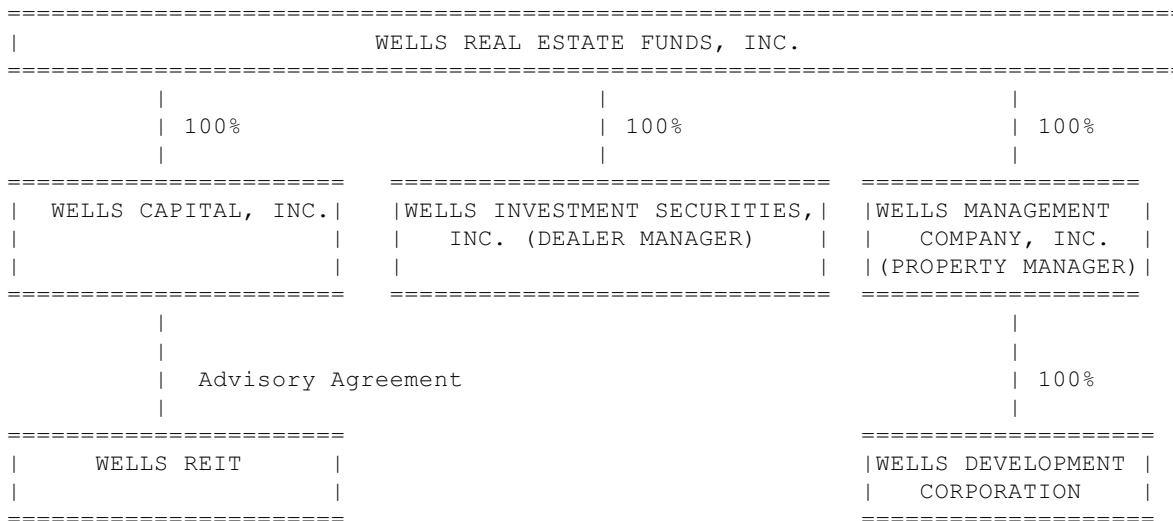 WELLS REAL ESTATE FUNDS, INC.
100% 100% 100%
WELLS CAPITAL, INC. WELLS INVESTMENT SECURITIES, WELLS MANAGEMENT
INC. (DEALER MANAGER) COMPANY, INC.
(PROPERTY MANAGER)
Advisory Agreement 100%
WELLS REIT WELLS DEVELOPMENT
CORPORATION